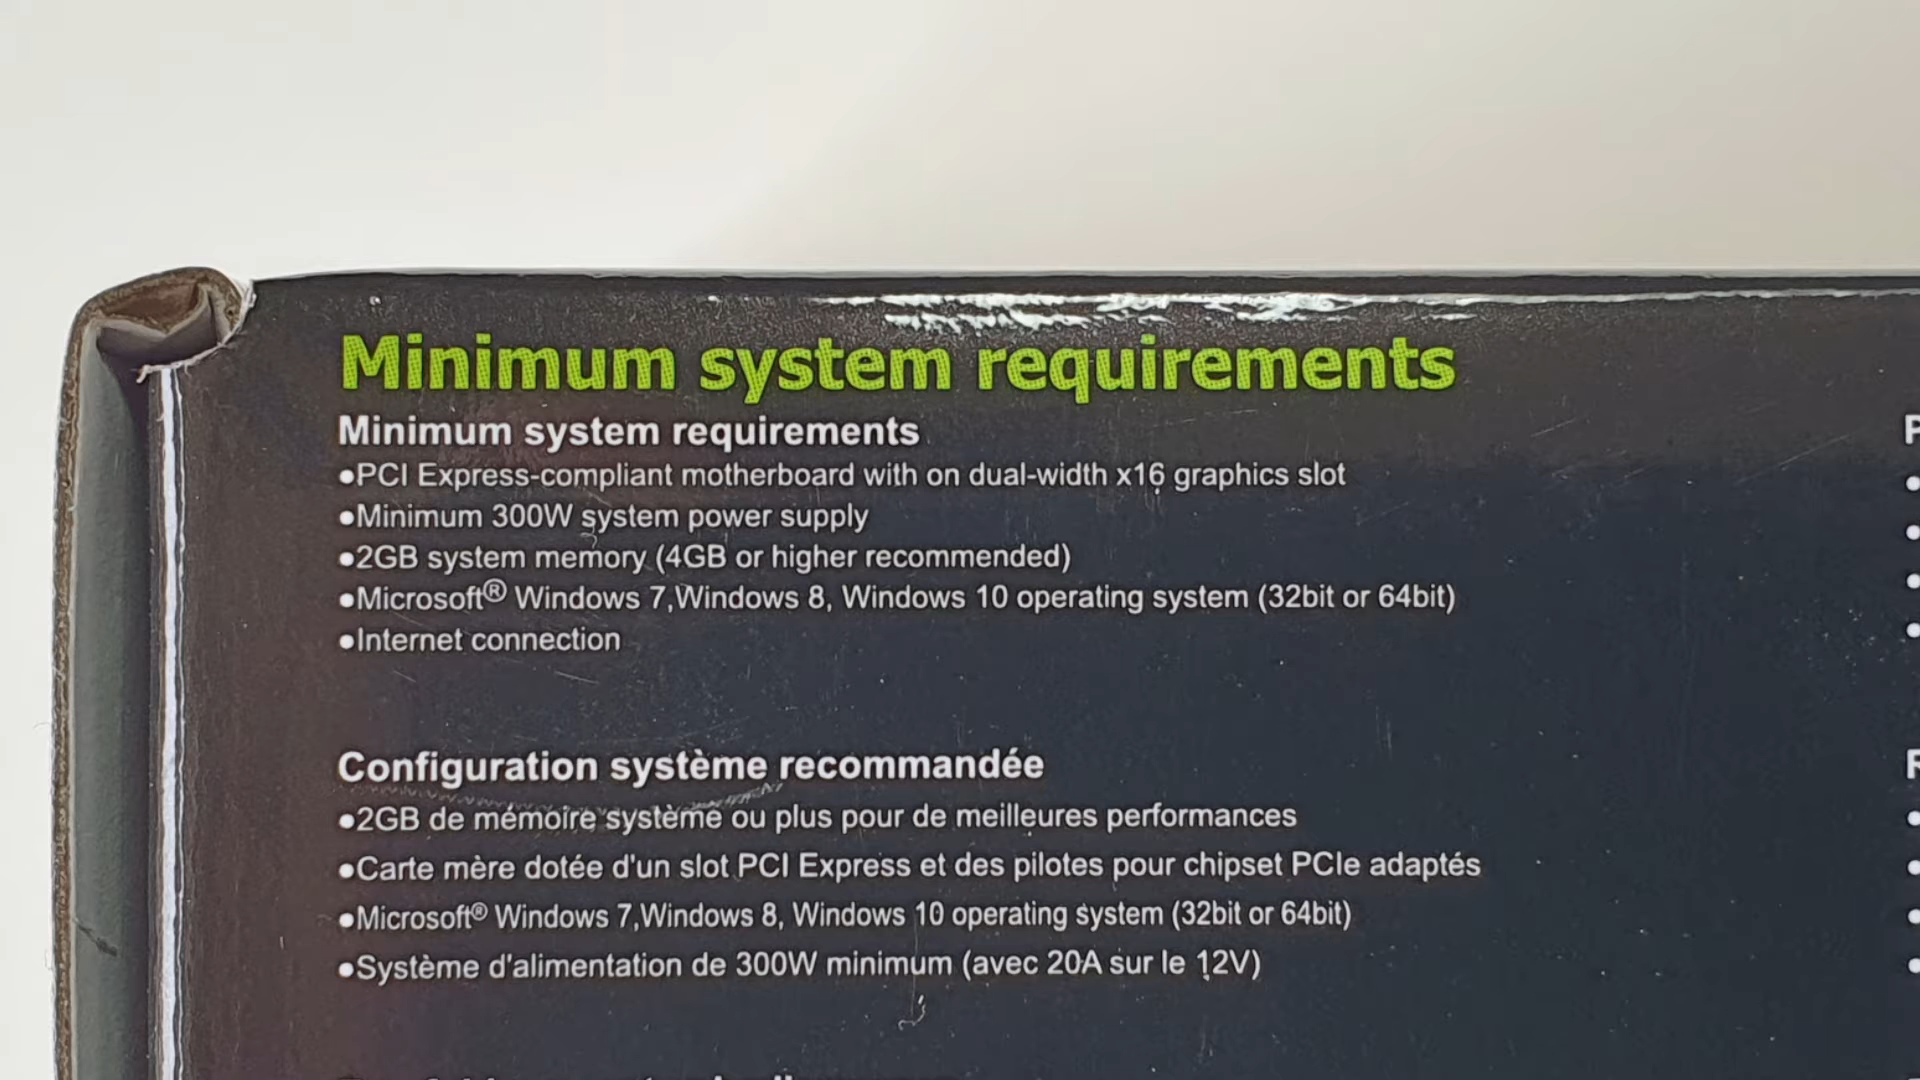 Minimum system requirements
Minimum system requirements
●PCI Express-compliant motherboard with on dual-width x16 graphics slot
●Minimum 300W system power supply
●2GB system memory (4GB or higher recommended)
●Microsoft® Windows 7,Windows 8, Windows 10 operating system (32bit or 64bit)
●Internet connection
Configuration système recommandée
●2GB de mémoire système ou plus pour de meilleures performances
●Carte mère dotée d'un slot PCI Express et des pilotes pour chipset PCIe adaptés
●Microsoft® Windows 7,Windows 8, Windows 10 operating system (32bit or 64bit)
●Système d'alimentation de 300W minimum (avec 20A sur le 12V)